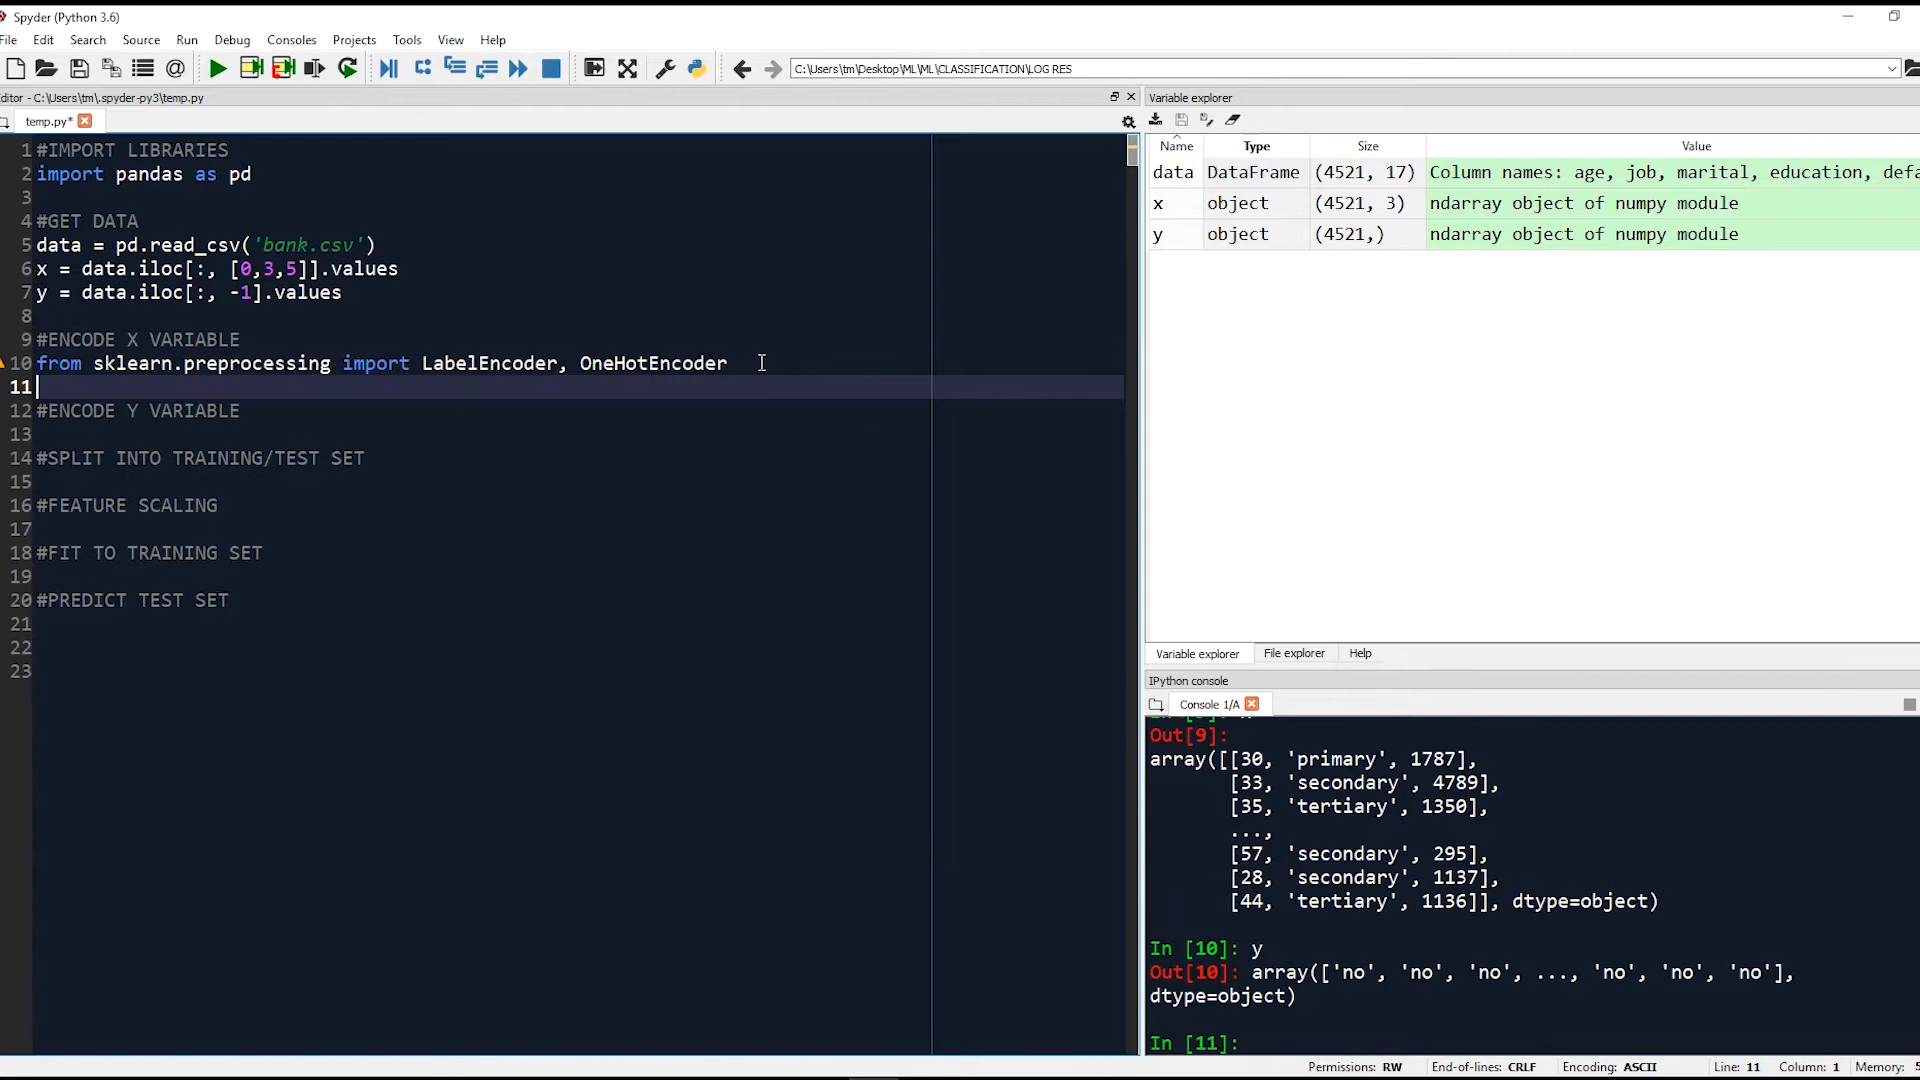 Spyder (Python 3.6)
File Edit Search Source Run Debug Consoles Projects Tools View Help
C:\Users\tm\Desktop\ML\ML\CLASSIFICATION\LOG RES
ditor - C:\Users\tm\.spyder-py3\temp.py
temp.py*
1 #IMPORT LIBRARIES
2 import pandas as pd
3
4 #GET DATA
5 data = pd.read_csv('bank.csv')
6 x = data.iloc[:, [0,3,5]].values
7 y = data.iloc[:, -1].values
8
9 #ENCODE X VARIABLE
10 from sklearn.preprocessing import LabelEncoder, OneHotEncoder
11
12 #ENCODE Y VARIABLE
13
14 #SPLIT INTO TRAINING/TEST SET
15
16 #FEATURE SCALING
17
18 #FIT TO TRAINING SET
19
20 #PREDICT TEST SET
21
22
23
Variable explorer
Name Type Size Value
data DataFrame (4521, 17) Column names: age, job, marital, education, defa
x object (4521, 3) ndarray object of numpy module
y object (4521,) ndarray object of numpy module
Variable explorer File explorer Help
IPython console
Console 1/A
Out[9]:
array([[30, 'primary', 1787],
[33, 'secondary', 4789],
[35, 'tertiary', 1350],
...,
[57, 'secondary', 295],
[28, 'secondary', 1137],
[44, 'tertiary', 1136]], dtype=object)
In [10]: y
Out[10]: array(['no', 'no', 'no', ..., 'no', 'no', 'no'],
dtype=object)
In [11]:
Permissions: RW End-of-lines: CRLF Encoding: ASCII Line: 11 Column: 1 Memory: